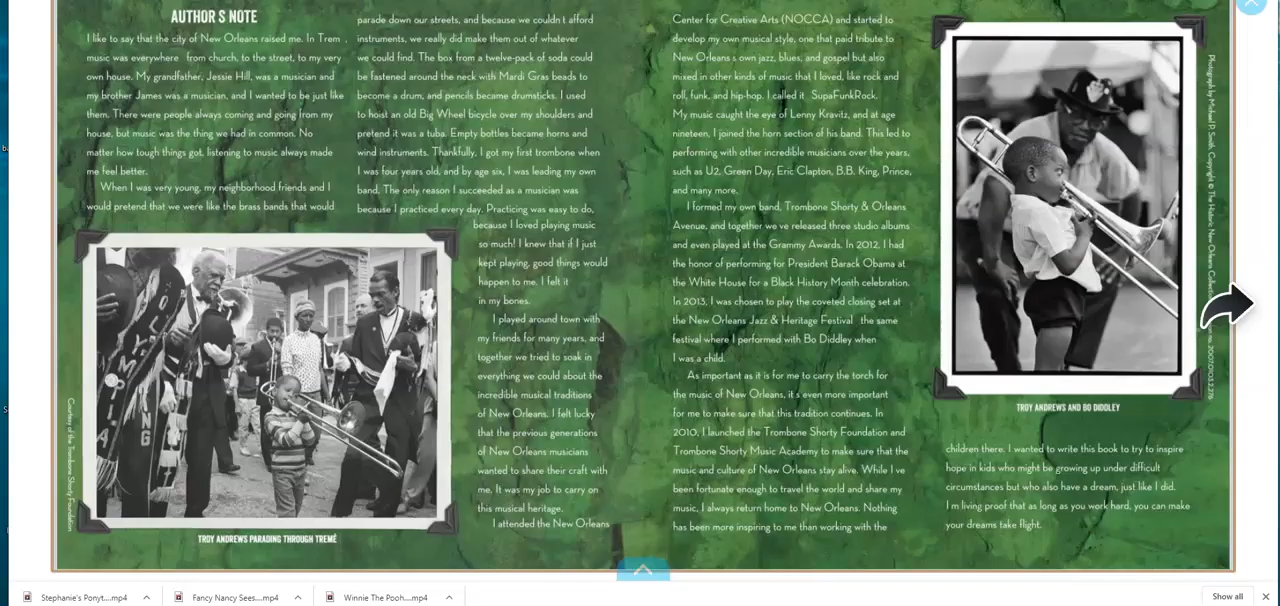 AUTHOR S NOTE
I like to say that the city of New Orleans raised me. In Trem ,
music was everywhere from church, to the street, to my very
own house. My grandfather, Jessie Hill, was a musician and
my brother James was a musician, and I wanted to be just like
them. There were people always coming and going from my
house, but music was the thing we had in common. No
matter how tough things got, listening to music always made
me feel better.
When I was very young, my neighborhood friends and I
would pretend that we were like the brass bands that would
parade down our streets, and because we couldn t afford
instruments, we really did make them out of whatever
we could find. The box from a twelve-pack of soda could
be fastened around the neck with Mardi Gras beads to
become a drum, and pencils became drumsticks. I used
to hoist an old Big Wheel bicycle over my shoulders and
pretend it was a tuba. Empty bottles became horns and
wind instruments. Thankfully, I got my first trombone when
I was four years old, and by age six, I was leading my own
band. The only reason I succeeded as a musician was
because I practiced every day. Practicing was easy to do,
because I loved playing music
so much! I knew that if I just
kept playing, good things would
happen to me. I felt it
in my bones.
I played around town with
my friends for many years, and
together we tried to soak in
everything we could about the
incredible musical traditions
of New Orleans. I felt lucky
that the previous generations
of New Orleans musicians
wanted to share their craft with
me. It was my job to carry on
this musical heritage.
I attended the New Orleans
OLYMPIA
KING
Courtesy of the Trombone Shorty Foundation
TROY ANDREWS PARADING THROUGH TREMÉ
Center for Creative Arts (NOCCA) and started to
develop my own musical style, one that paid tribute to
New Orleans s own jazz, blues, and gospel but also
mixed in other kinds of music that I loved, like rock and
roll, funk, and hip-hop. I called it SupaFunkRock.
My music caught the eye of Lenny Kravitz, and at age
nineteen, I joined the horn section of his band. This led to
performing with other incredible musicians over the years,
such as U2, Green Day, Eric Clapton, B.B. King, Prince,
and many more.
I formed my own band, Trombone Shorty & Orleans
Avenue, and together we ve released three studio albums
and even played at the Grammy Awards. In 2012, I had
the honor of performing for President Barack Obama at
the White House for a Black History Month celebration.
In 2013, I was chosen to play the coveted closing set at
the New Orleans Jazz & Heritage Festival the same
festival where I performed with Bo Diddley when
I was a child.
As important as it is for me to carry the torch for
the music of New Orleans, it s even more important
for me to make sure that this tradition continues. In
2010, I launched the Trombone Shorty Foundation and
Trombone Shorty Music Academy to make sure that the
music and culture of New Orleans stay alive. While I ve
been fortunate enough to travel the world and share my
music, I always return home to New Orleans. Nothing
has been more inspiring to me than working with the
Photograph by Michael P. Smith. Copyright © The Historic New Orleans Collection no. 2007.0103.2.378
TROY ANDREWS AND BO DIDDLEY
children there. I wanted to write this book to try to inspire
hope in kids who might be growing up under difficult
circumstances but who also have a dream, just like I did.
I m living proof that as long as you work hard, you can make
your dreams take flight.
Stephanie's Ponyt....mp4
Fancy Nancy Sees....mp4
Winnie The Pooh....mp4
Show all